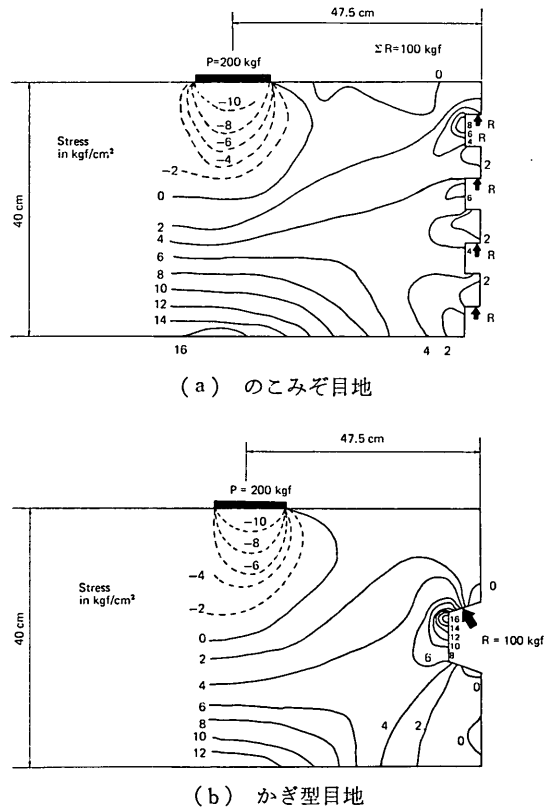 47.5 cm
P=200 kgf
ΣR=100 kgf
0
-10
-8
-6
-4
-2
Stress
in kgf/cm²
40 cm
0
2
4
6
8
10
12
14
16
8
6
4
R
R
2
R
6
2
R
4
2
R
4 2
(a) のこみぞ目地
47.5 cm
P = 200 kgf
-10
-8
-6
-4
-2
Stress
in kgf/cm²
40 cm
0
2
4
6
8
10
12
0
16
14
12
10
8
6
R = 100 kgf
0
4
2
0
(b) かぎ型目地